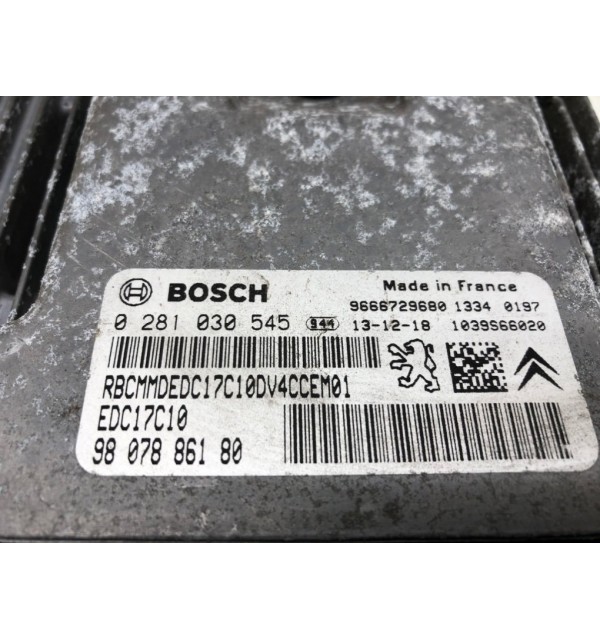 BOSCH
Made in France
9666729680 1334 0197
0 281 030 545 944 13-12-18 1039S66020
RBCMMDEDC17C10DV4CCEM01
EDC17C10
98 078 861 80